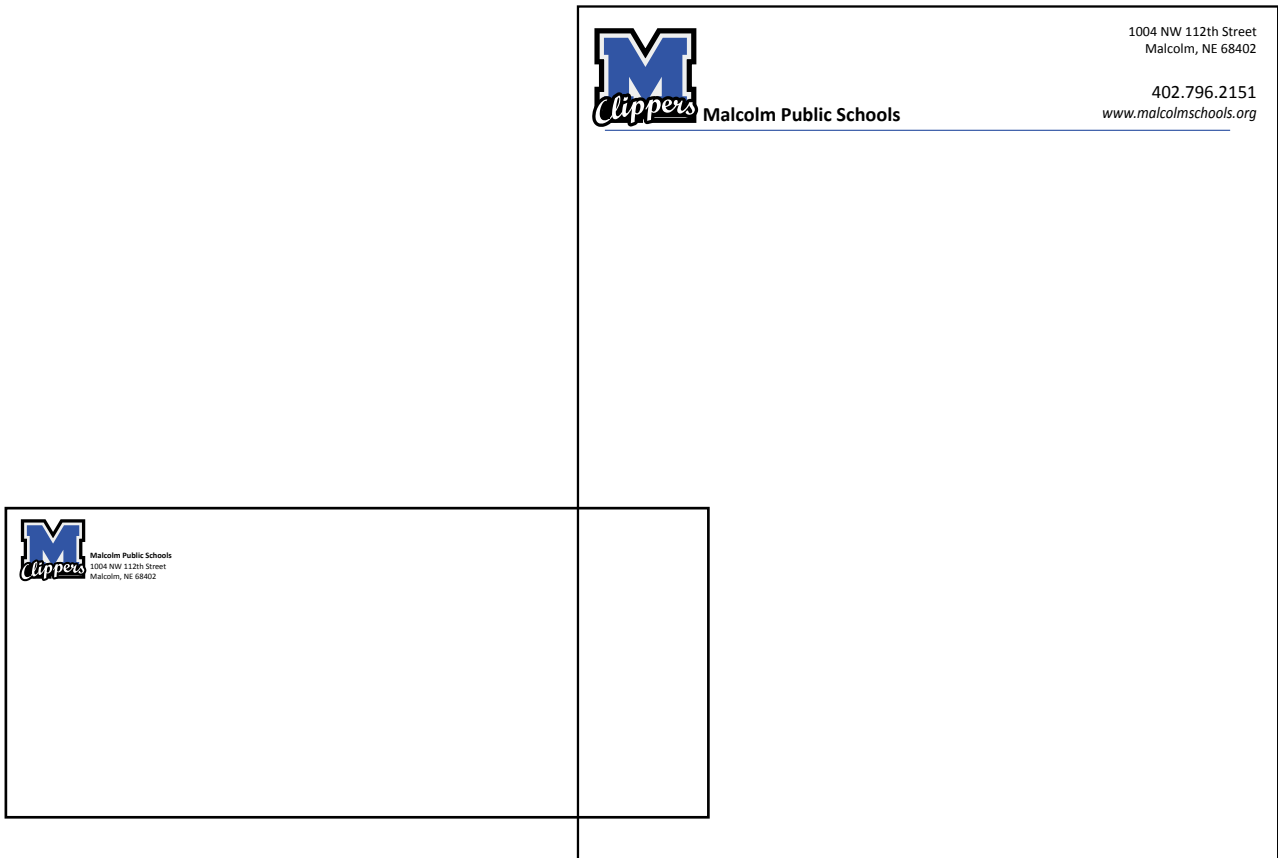 M
Clippers
Malcolm Public Schools
1004 NW 112th Street
Malcolm, NE 68402
402.796.2151
www.malcolmschools.org
M
Clippers
Malcolm Public Schools
1004 NW 112th Street
Malcolm, NE 68402